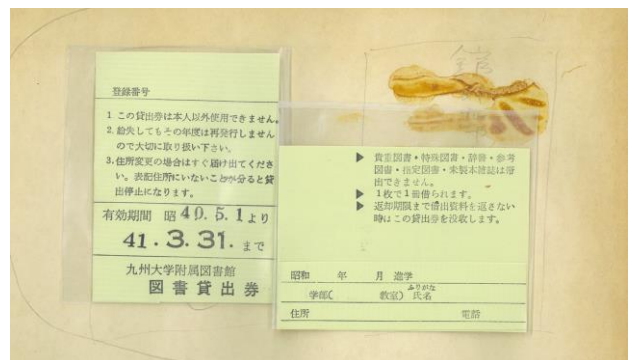 登録番号
1. この貸出券は本人以外使用できません。
2. 紛失してもその年度は再発行しません
ので大切に取り扱い下さい。
3. 住所変更の場合はすぐ届け出てくださ
い。表記住所にいないことが分ると貸
出停止になります。
有効期間 昭40.5.1より
41.3.31.まで
九州大学附属図書館
図書貸出券
▶ 貴重図書・特殊図書・辞書・参考
図書・指定図書・未製本雑誌は帯
出できません。
▶ 1枚で1冊借られます。
▶ 返却期限まで借出資料を返さない
時はこの貸出券を没収します。
昭和 年 月 進学
学部( 教室) 氏名
ふりがな
住所 電話